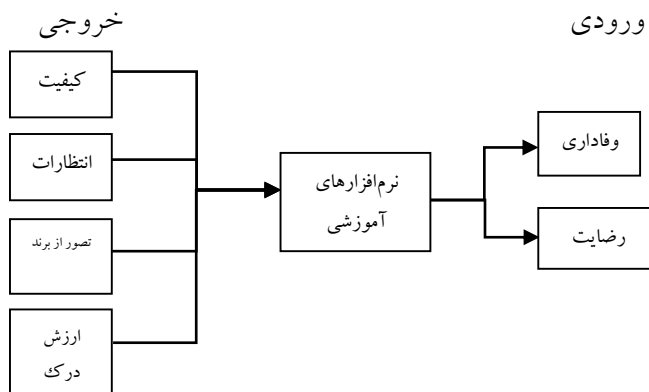 ورودی
خروجی
کیفیت
انتظارات
تصور از برند
ارزش
درک
نرم‌افزارهای
آموزشی
وفاداری
رضایت